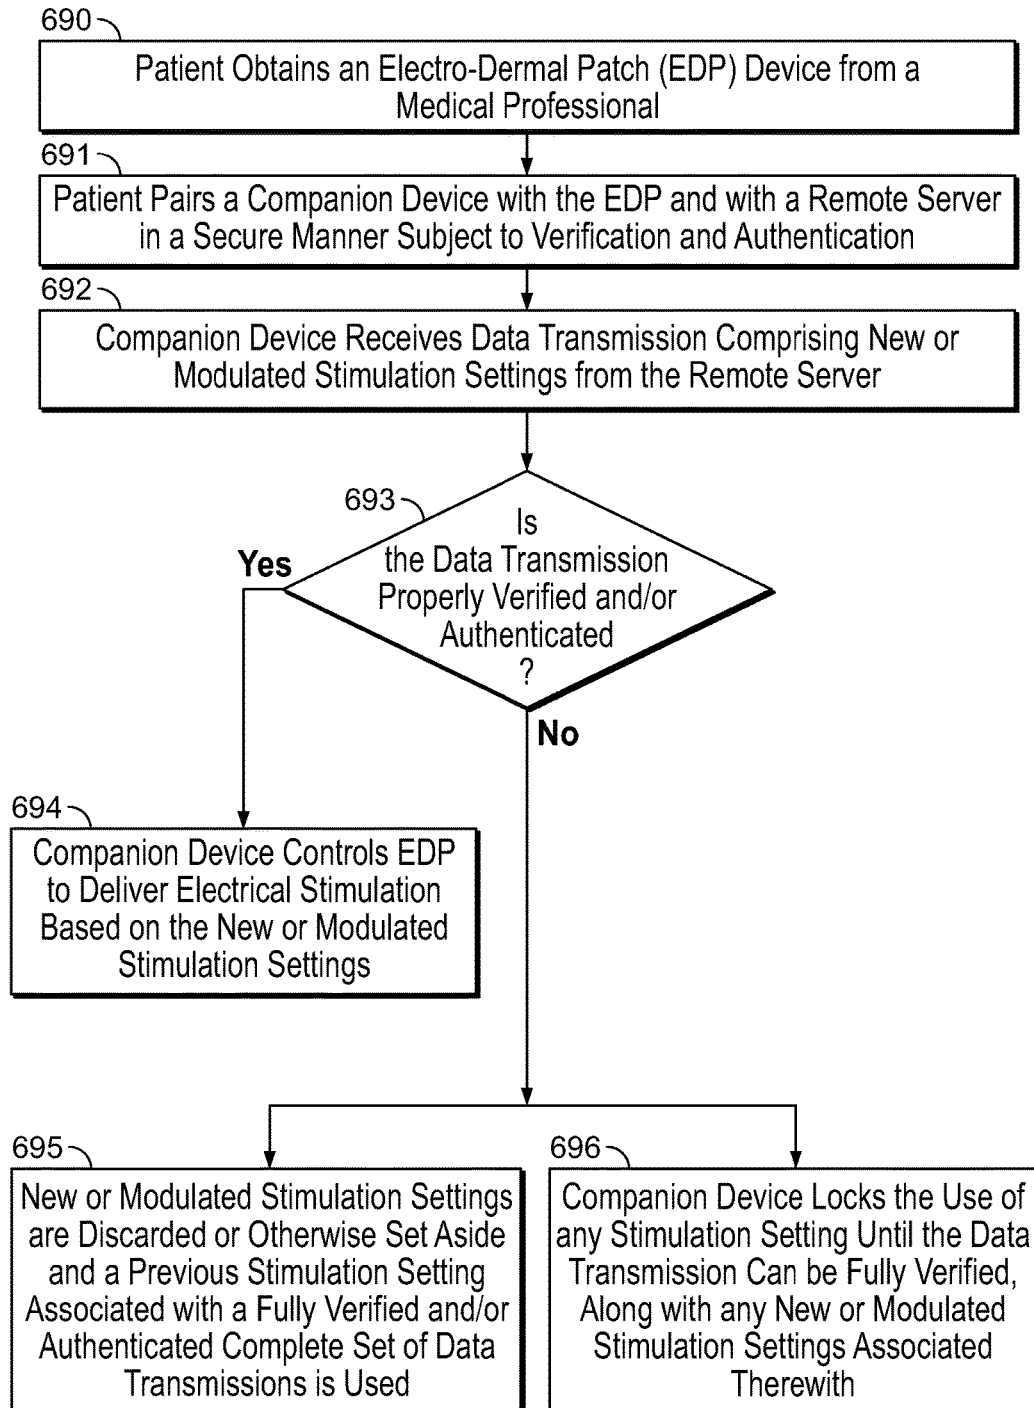 690
Patient Obtains an Electro-Dermal Patch (EDP) Device from a
Medical Professional
691
Patient Pairs a Companion Device with the EDP and with a Remote Server
in a Secure Manner Subject to Verification and Authentication
692
Companion Device Receives Data Transmission Comprising New or
Modulated Stimulation Settings from the Remote Server
693
Is
the Data Transmission
Properly Verified and/or
Authenticated
?
Yes
No
694
Companion Device Controls EDP
to Deliver Electrical Stimulation
Based on the New or Modulated
Stimulation Settings
695
New or Modulated Stimulation Settings
are Discarded or Otherwise Set Aside
and a Previous Stimulation Setting
Associated with a Fully Verified and/or
Authenticated Complete Set of Data
Transmissions is Used
696
Companion Device Locks the Use of
any Stimulation Setting Until the Data
Transmission Can be Fully Verified,
Along with any New or Modulated
Stimulation Settings Associated
Therewith